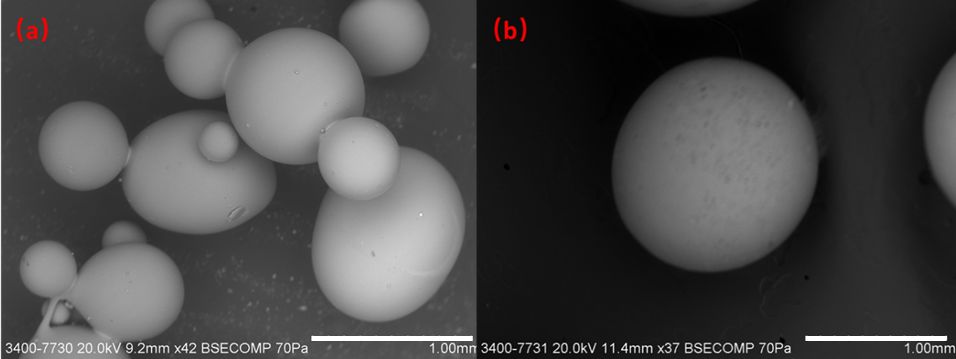 (a)
(b)
3400-7730 20.0kV 9.2mm x42 BSECOMP 70Pa 1.00mm
3400-7731 20.0kV 11.4mm x37 BSECOMP 70Pa 1.00mm